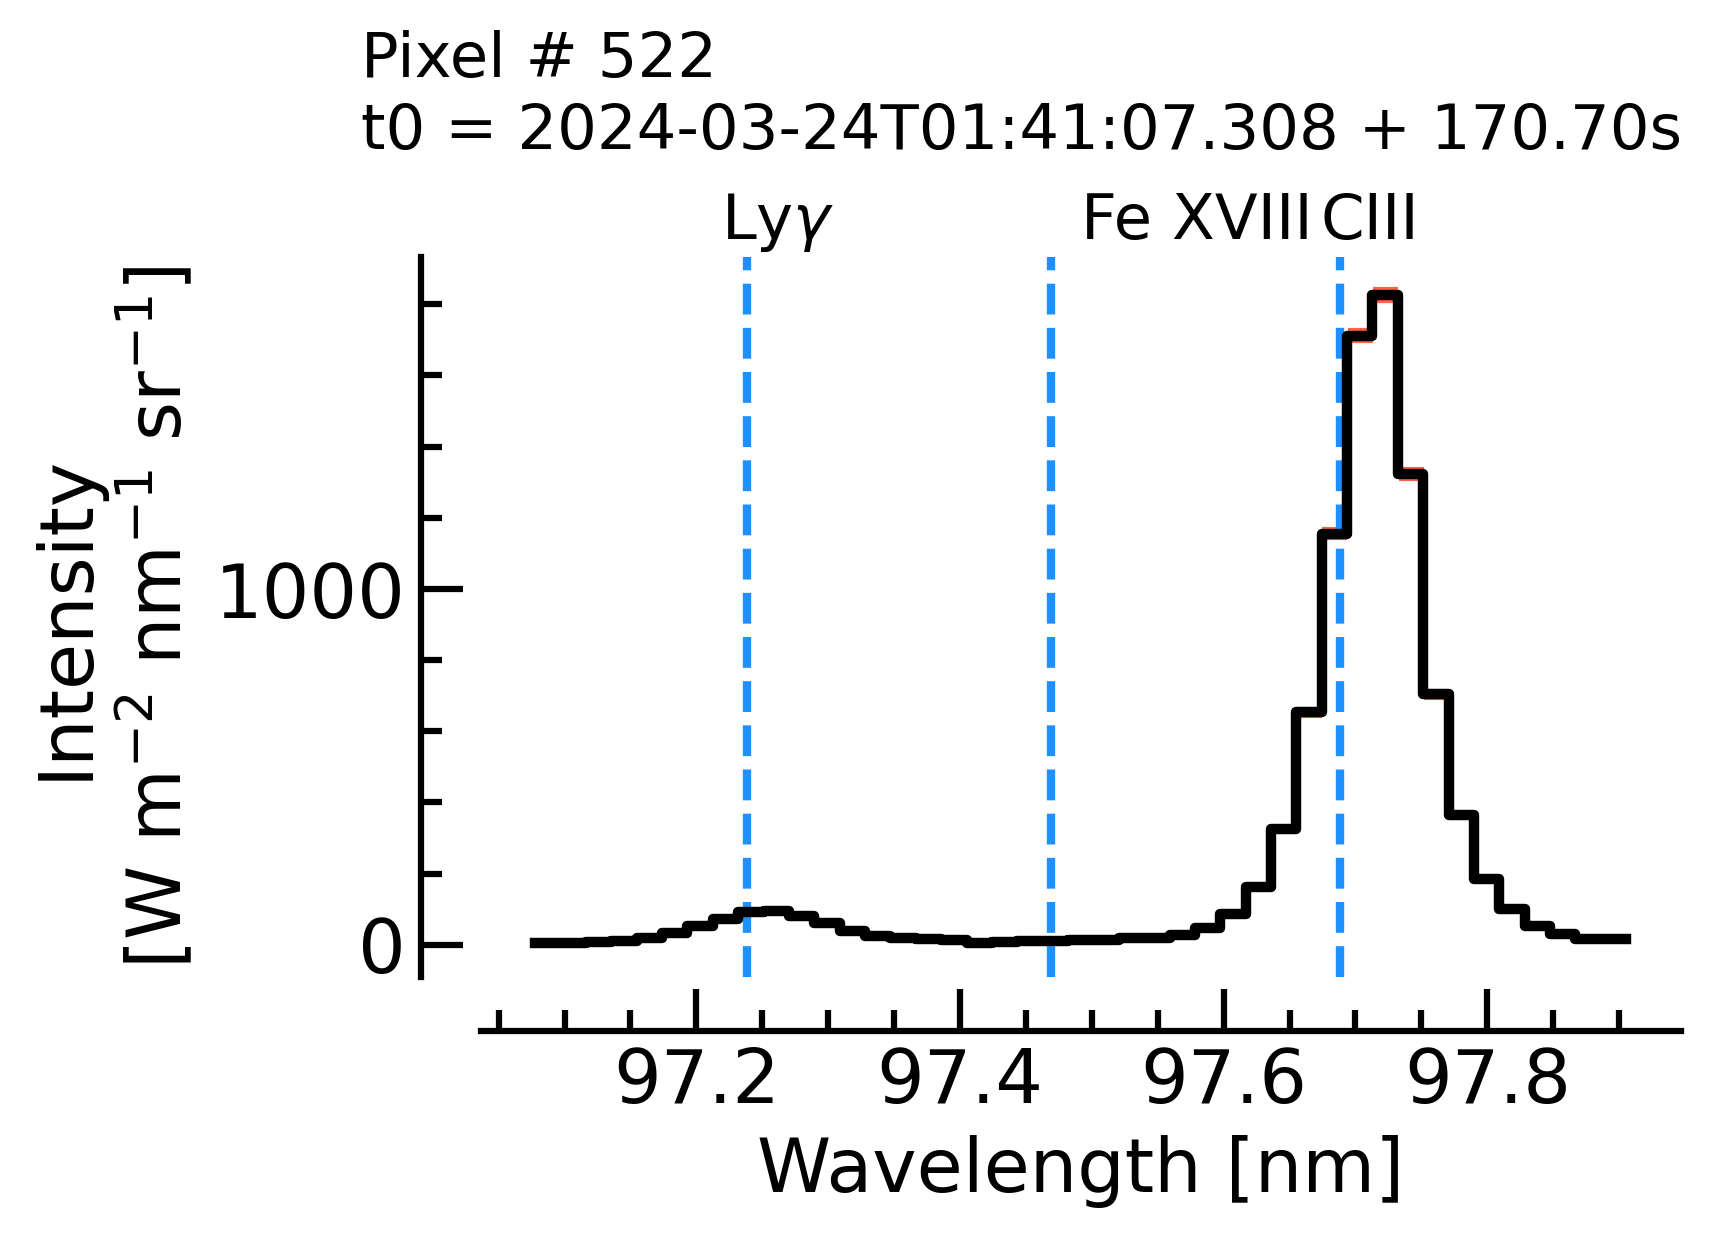 Pixel # 522
t0 = 2024-03-24T01:41:07.308 + 170.70s
Lyγ Fe XVIII CIII
Intensity
[W m⁻² nm⁻¹ sr⁻¹]
1000
0
97.2 97.4 97.6 97.8
Wavelength [nm]